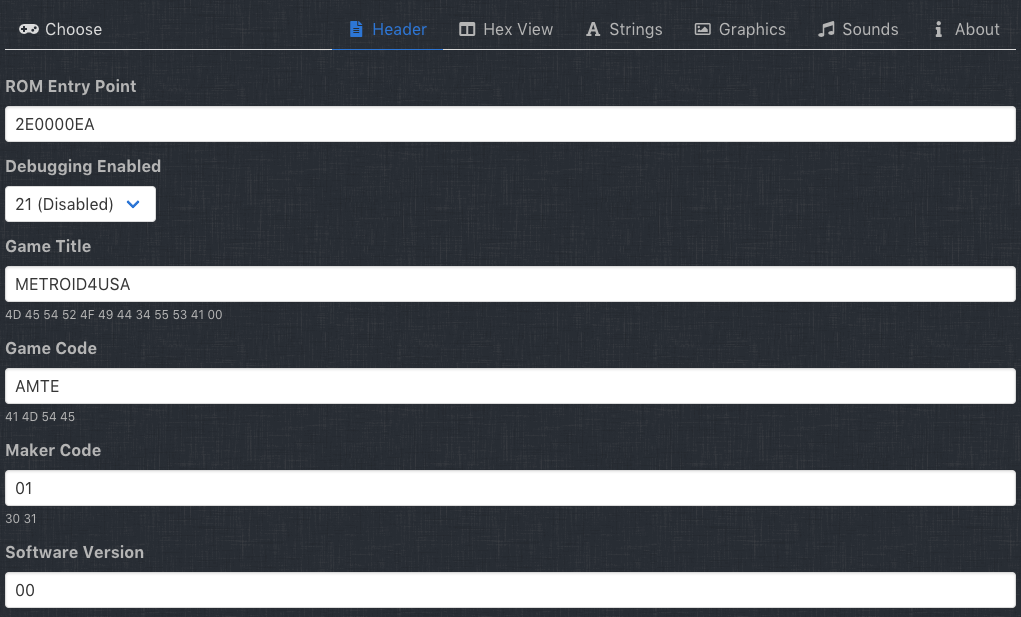 Choose Header Hex View Strings Graphics Sounds About
ROM Entry Point
2E0000EA
Debugging Enabled
21 (Disabled)
Game Title
METROID4USA
4D 45 54 52 4F 49 44 34 55 53 41 00
Game Code
AMTE
41 4D 54 45
Maker Code
01
30 31
Software Version
00